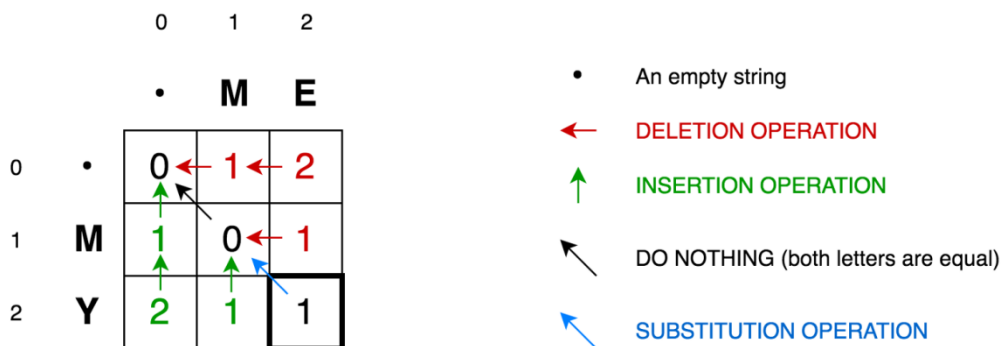 0 1 2
• M E
0 • 0 1 2
1 M 1 0 1
2 Y 2 1 1
• An empty string
DELETION OPERATION
INSERTION OPERATION
DO NOTHING (both letters are equal)
SUBSTITUTION OPERATION